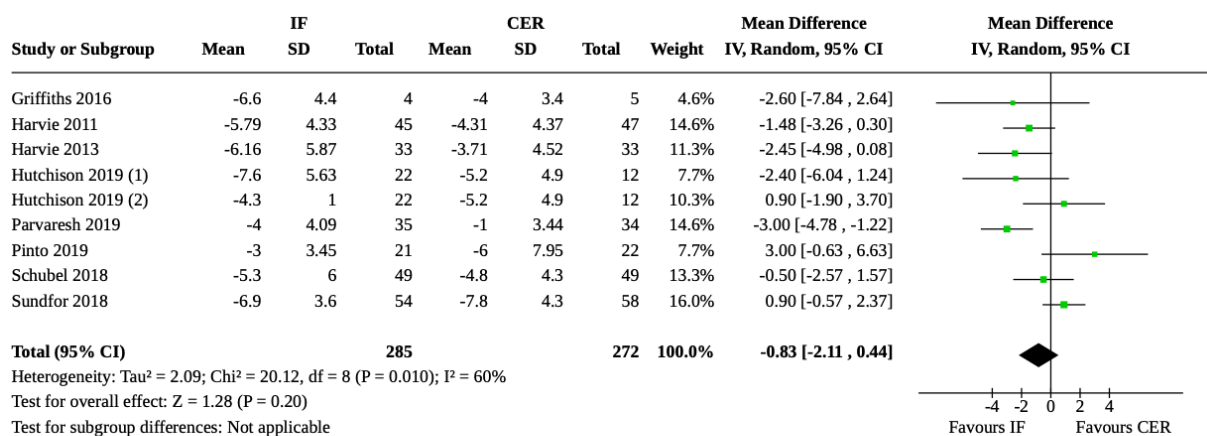 IF CER Mean Difference Mean Difference
Study or Subgroup Mean SD Total Mean SD Total Weight IV, Random, 95% CI IV, Random, 95% CI
Griffiths 2016 -6.6 4.4 4 -4 3.4 5 4.6% -2.60 [-7.84 , 2.64]
Harvie 2011 -5.79 4.33 45 -4.31 4.37 47 14.6% -1.48 [-3.26 , 0.30]
Harvie 2013 -6.16 5.87 33 -3.71 4.52 33 11.3% -2.45 [-4.98 , 0.08]
Hutchison 2019 (1) -7.6 5.63 22 -5.2 4.9 12 7.7% -2.40 [-6.04 , 1.24]
Hutchison 2019 (2) -4.3 1 22 -5.2 4.9 12 10.3% 0.90 [-1.90 , 3.70]
Parvaresh 2019 -4 4.09 35 -1 3.44 34 14.6% -3.00 [-4.78 , -1.22]
Pinto 2019 -3 3.45 21 -6 7.95 22 7.7% 3.00 [-0.63 , 6.63]
Schubel 2018 -5.3 6 49 -4.8 4.3 49 13.3% -0.50 [-2.57 , 1.57]
Sundfor 2018 -6.9 3.6 54 -7.8 4.3 58 16.0% 0.90 [-0.57 , 2.37]
Total (95% CI) 285 272 100.0% -0.83 [-2.11 , 0.44]
Heterogeneity: Tau² = 2.09; Chi² = 20.12, df = 8 (P = 0.010); I² = 60%
Test for overall effect: Z = 1.28 (P = 0.20) -4 -2 0 2 4
Test for subgroup differences: Not applicable Favours IF Favours CER